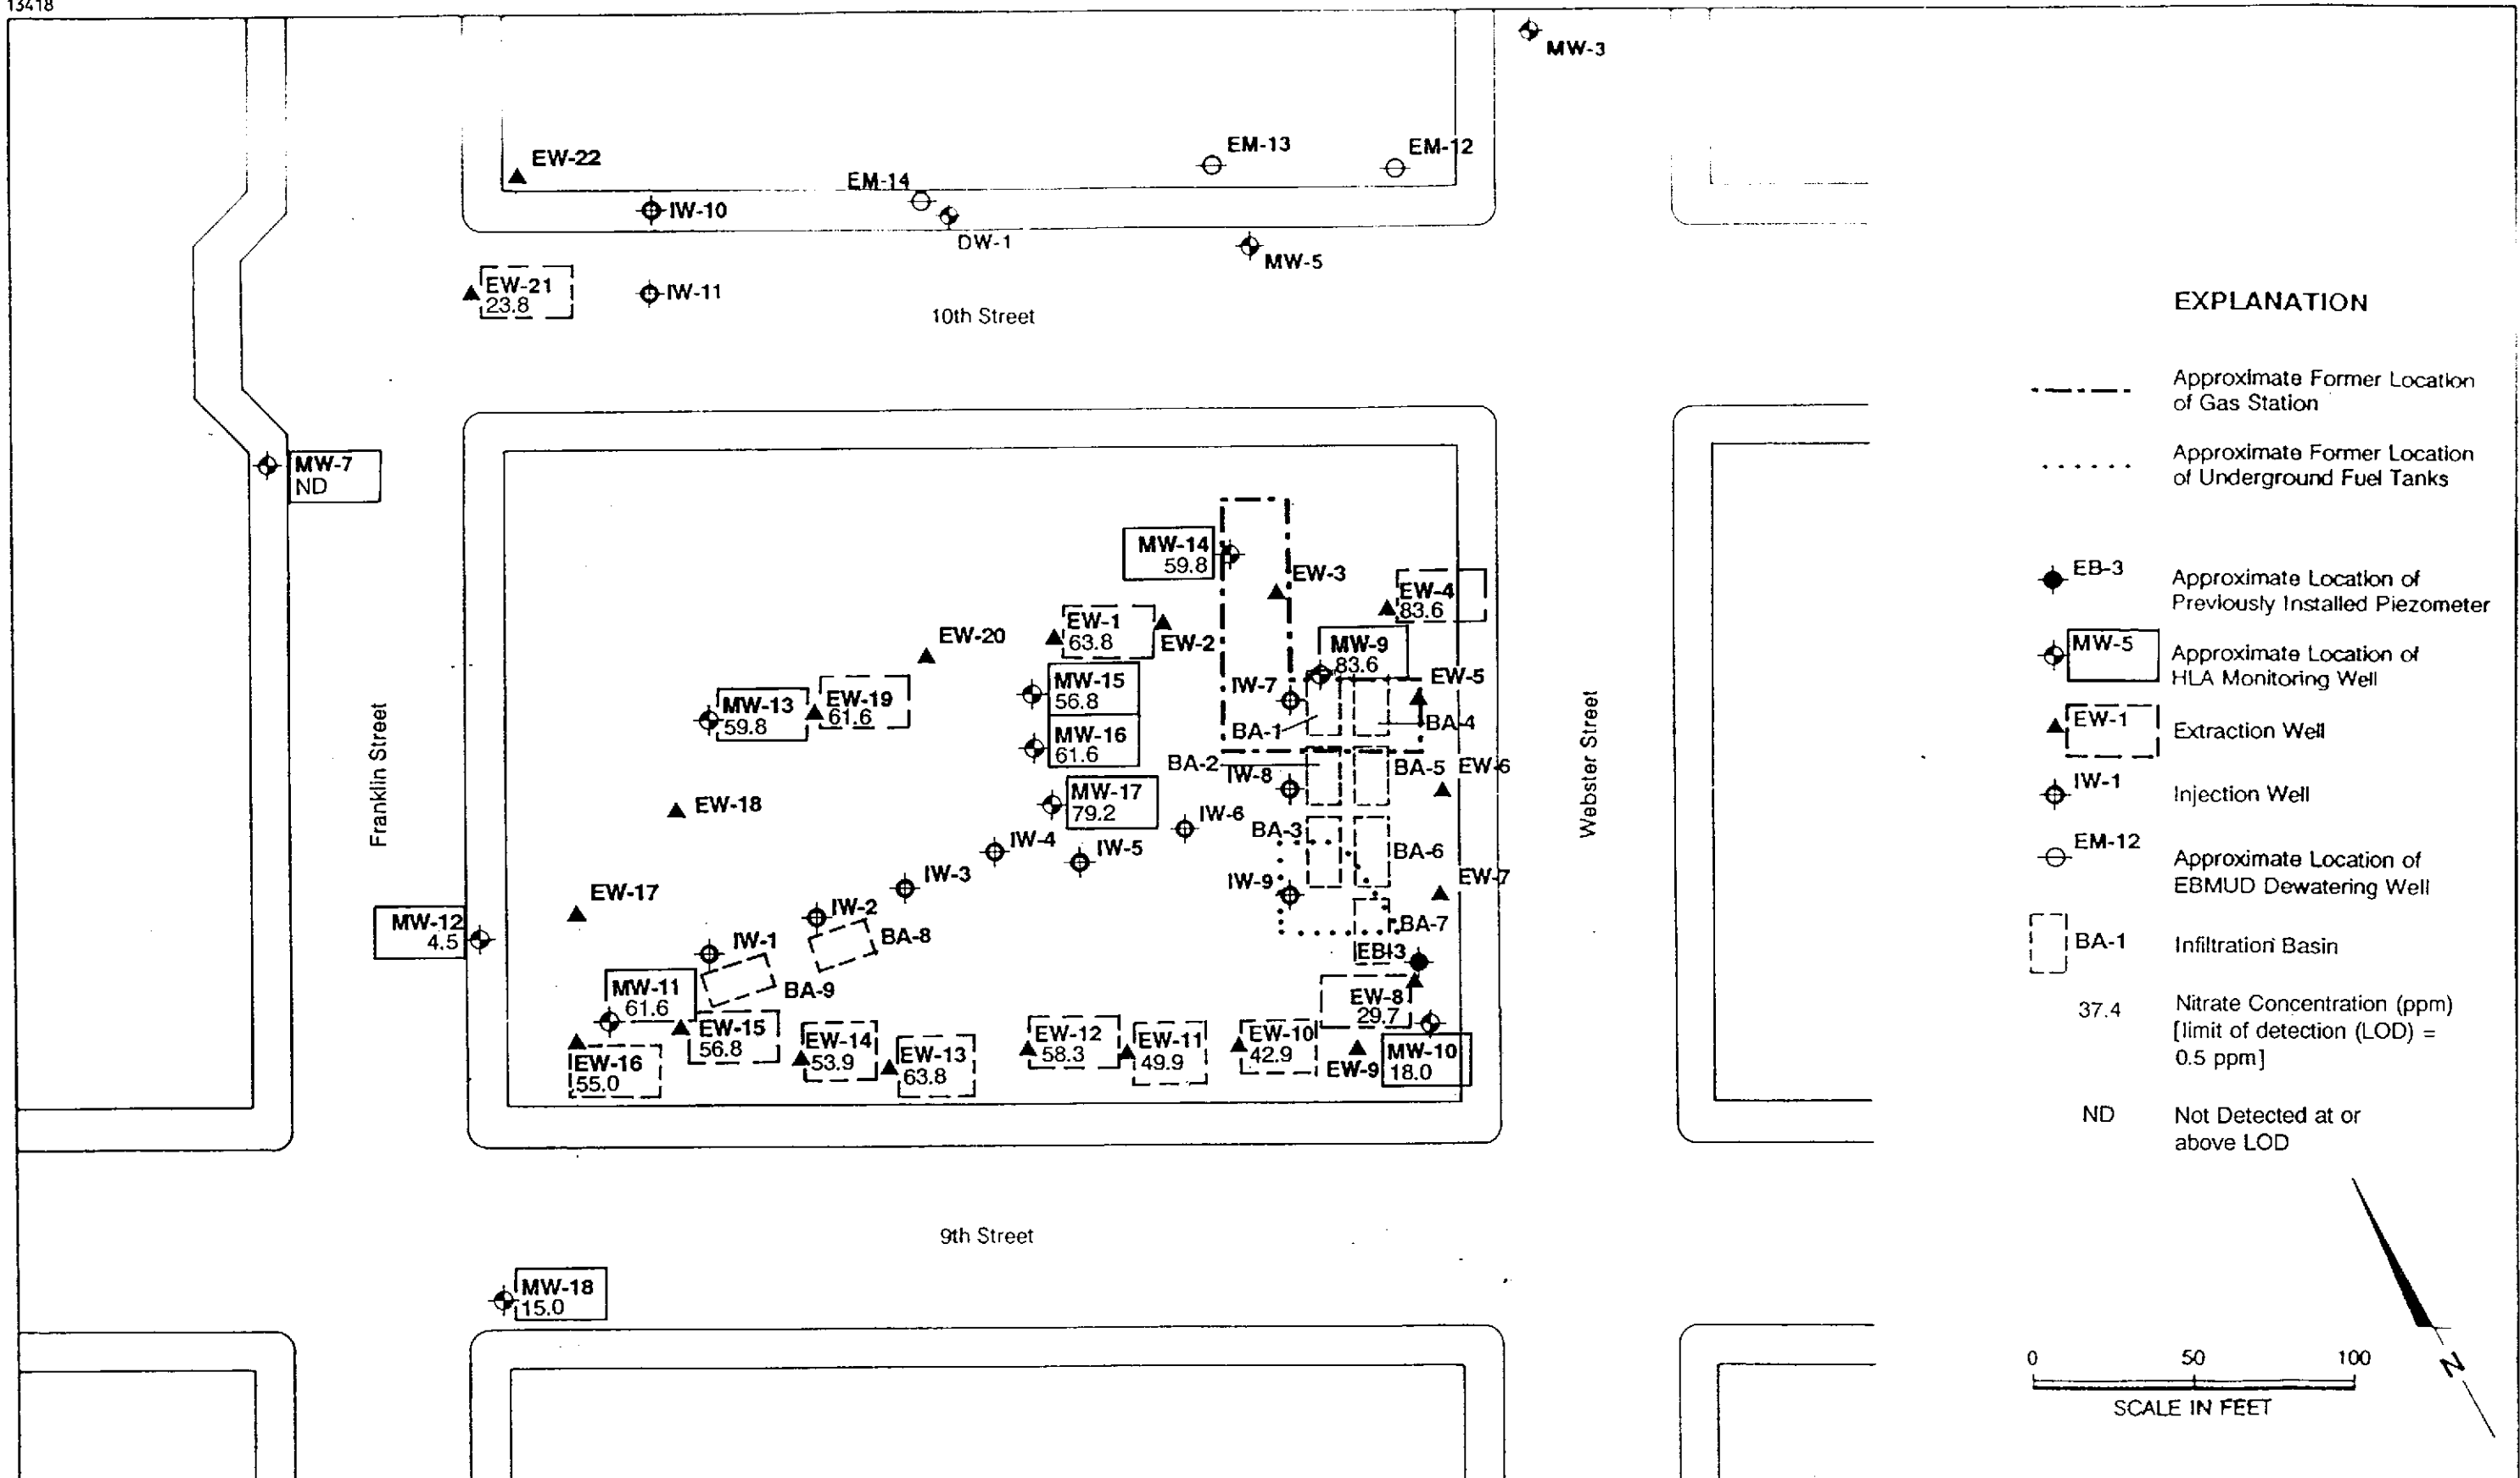 13418
MW-3
EM-13
EM-12
EW-22
EM-14
IW-10
DW-1
MW-5
EW-21
23.8
IW-11
10th Street
MW-7
ND
MW-14
59.8
EW-3
EW-4
83.6
EW-1
63.8
EW-2
EW-20
MW-9
83.6
MW-15
56.8
EW-5
IW-7
MW-13
59.8
EW-19
61.6
BA-1
BA-4
MW-16
61.6
BA-2
IW-8
BA-5
EW-6
Franklin Street
Webster Street
MW-17
79.2
EW-18
IW-6
BA-3
IW-4
IW-5
BA-6
IW-3
IW-9
EW-7
EW-17
IW-2
MW-12
4.5
BA-8
BA-7
IW-1
EB-3
BA-9
MW-11
61.6
EW-8
29.7
EW-15
56.8
EW-14
53.9
EW-13
63.8
EW-12
58.3
EW-11
49.9
EW-10
42.9
EW-9
MW-10
18.0
EW-16
55.0
9th Street
MW-18
15.0
EXPLANATION
Approximate Former Location
of Gas Station
Approximate Former Location
of Underground Fuel Tanks
EB-3
Approximate Location of
Previously Installed Piezometer
MW-5
Approximate Location of
HLA Monitoring Well
EW-1
Extraction Well
IW-1
Injection Well
EM-12
Approximate Location of
EBMUD Dewatering Well
BA-1
Infiltration Basin
37.4
Nitrate Concentration (ppm)
[limit of detection (LOD) =
0.5 ppm]
ND
Not Detected at or
above LOD
N
0 50 100
SCALE IN FEET